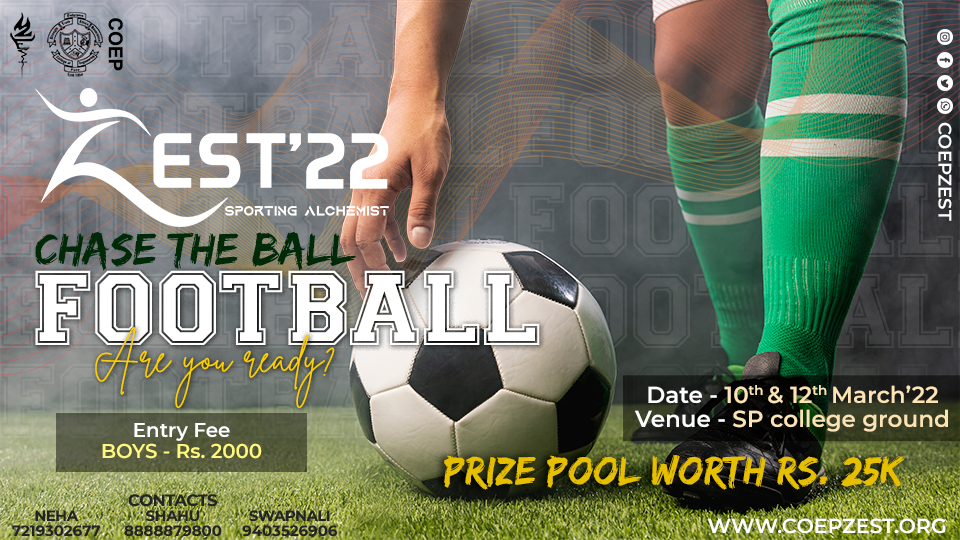 COEP
ZEST'22
SPORTING ALCHEMIST
CHASE THE BALL
FOOTBALL
Are you ready?
Entry Fee
BOYS - Rs. 2000
CONTACTS
NEHA
7219302677
SHAHU
8888879800
SWAPNALI
9403526906
COEPZEST
Date - 10th & 12th March'22
Venue - SP college ground
PRIZE POOL WORTH RS. 25K
WWW.COEPZEST.ORG